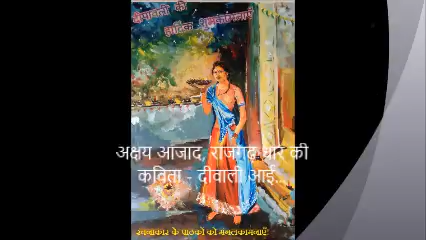 दीपावली की
हार्दिक शुभकामनाएँ
अक्षय आजाद, राजगढ़ धार की
कविता - दीवाली आई...
रचनाकार के पाठकों को मंगलकामनाएँ